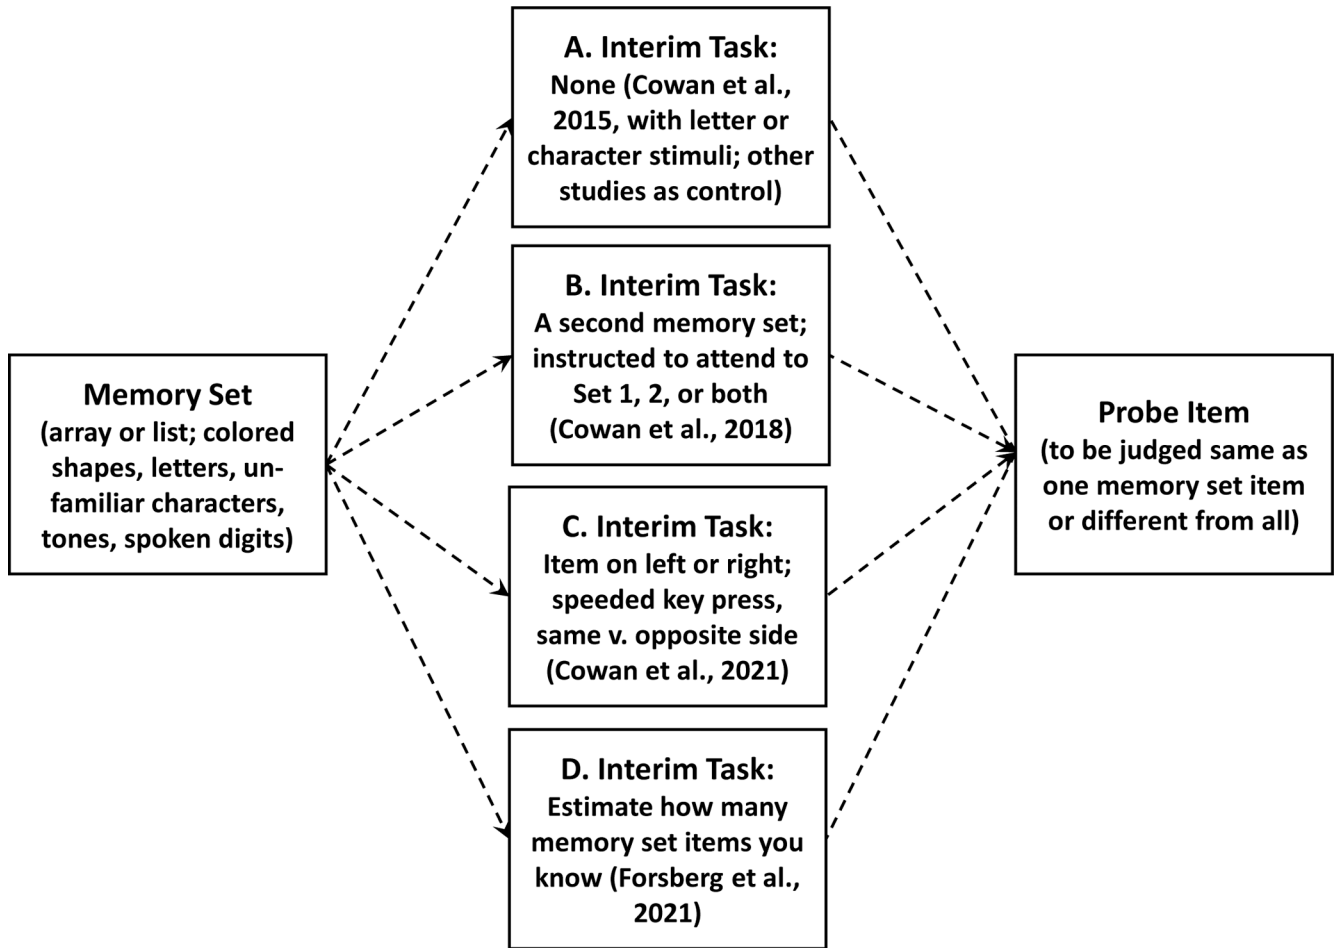 Memory Set
(array or list; colored
shapes, letters, un-
familiar characters,
tones, spoken digits)
A. Interim Task:
None (Cowan et al.,
2015, with letter or
character stimuli; other
studies as control)
B. Interim Task:
A second memory set;
instructed to attend to
Set 1, 2, or both
(Cowan et al., 2018)
C. Interim Task:
Item on left or right;
speeded key press,
same v. opposite side
(Cowan et al., 2021)
D. Interim Task:
Estimate how many
memory set items you
know (Forsberg et al.,
2021)
Probe Item
(to be judged same as
one memory set item
or different from all)